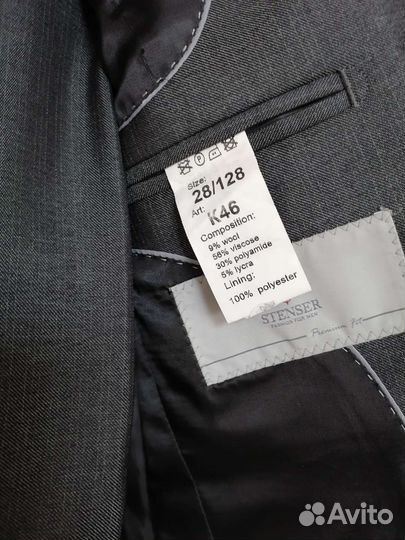 Size:
28/128
Art:
K46
Composition:
9% wool
56% viscose
30% polyamide
5% lycra
Lining:
100% polyester
STENSER
FASHION FOR MEN
Premium Fit
Avito